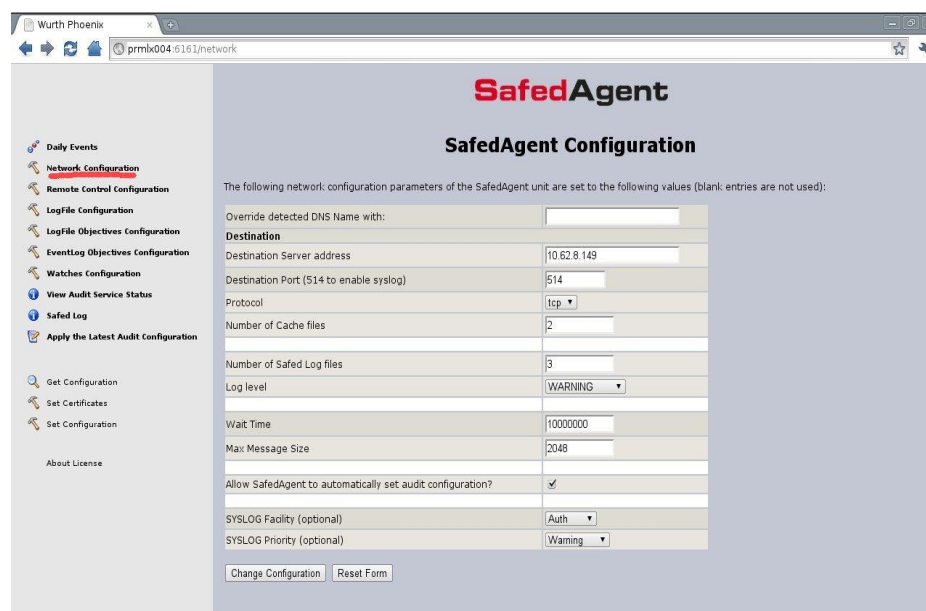 Wurth Phoenix
prmlx004:6161/network
SafedAgent
SafedAgent Configuration
Daily Events
Network Configuration
Remote Control Configuration
LogFile Configuration
LogFile Objectives Configuration
EventLog Objectives Configuration
Watches Configuration
View Audit Service Status
Safed Log
Apply the Latest Audit Configuration
Get Configuration
Set Certificates
Set Configuration
About License
The following network configuration parameters of the SafedAgent unit are set to the following values (blank entries are not used):
Override detected DNS Name with:
Destination
Destination Server address 10.62.8.149
Destination Port (514 to enable syslog) 514
Protocol tcp
Number of Cache files 2
Number of Safed Log files 3
Log level WARNING
Wait Time 10000000
Max Message Size 2048
Allow SafedAgent to automatically set audit configuration?
SYSLOG Facility (optional) Auth
SYSLOG Priority (optional) Warning
Change Configuration Reset Form